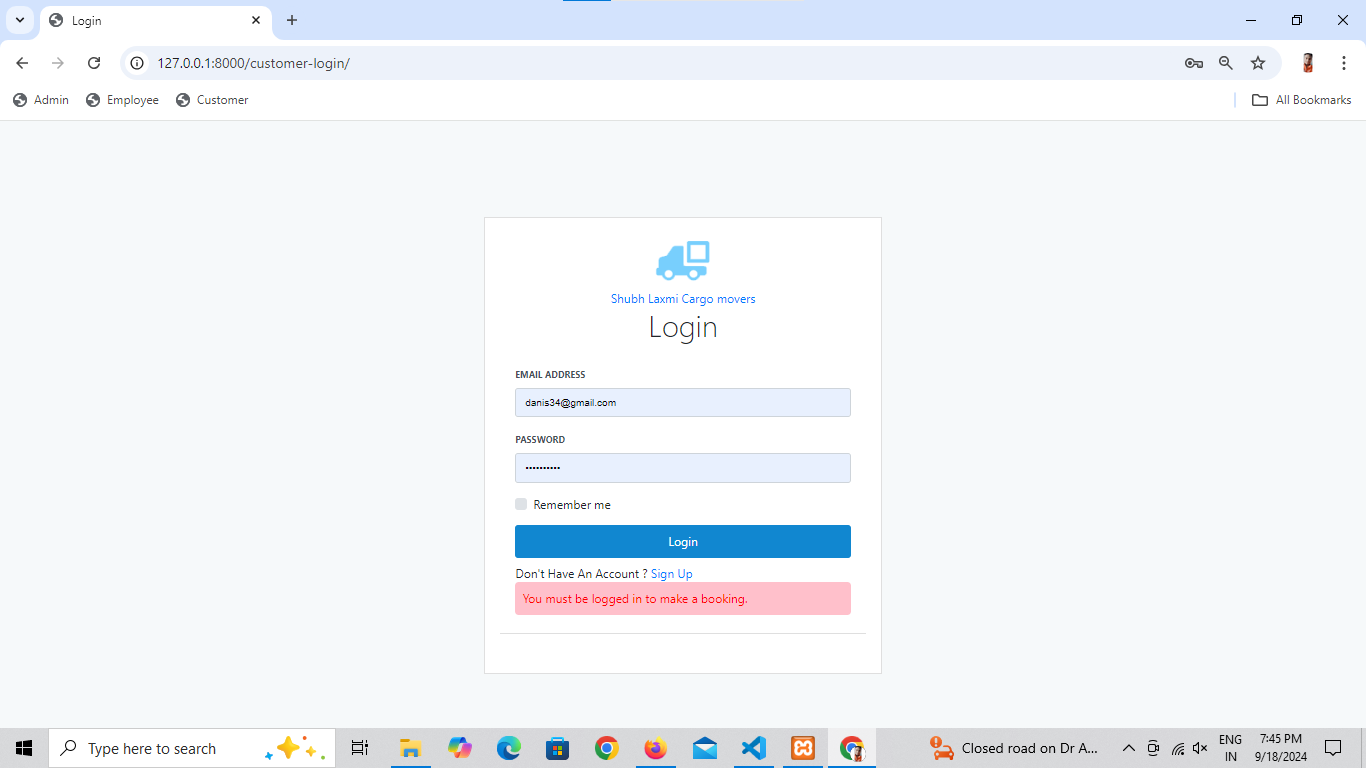 Login
127.0.0.1:8000/customer-login/
Admin
Employee
Customer
All Bookmarks
Shubh Laxmi Cargo movers
Login
EMAIL ADDRESS
danis34@gmail.com
PASSWORD
••••••••••
Remember me
Login
Don't Have An Account ? Sign Up
You must be logged in to make a booking.
Type here to search
Closed road on Dr A...
ENG
IN
7:45 PM
9/18/2024